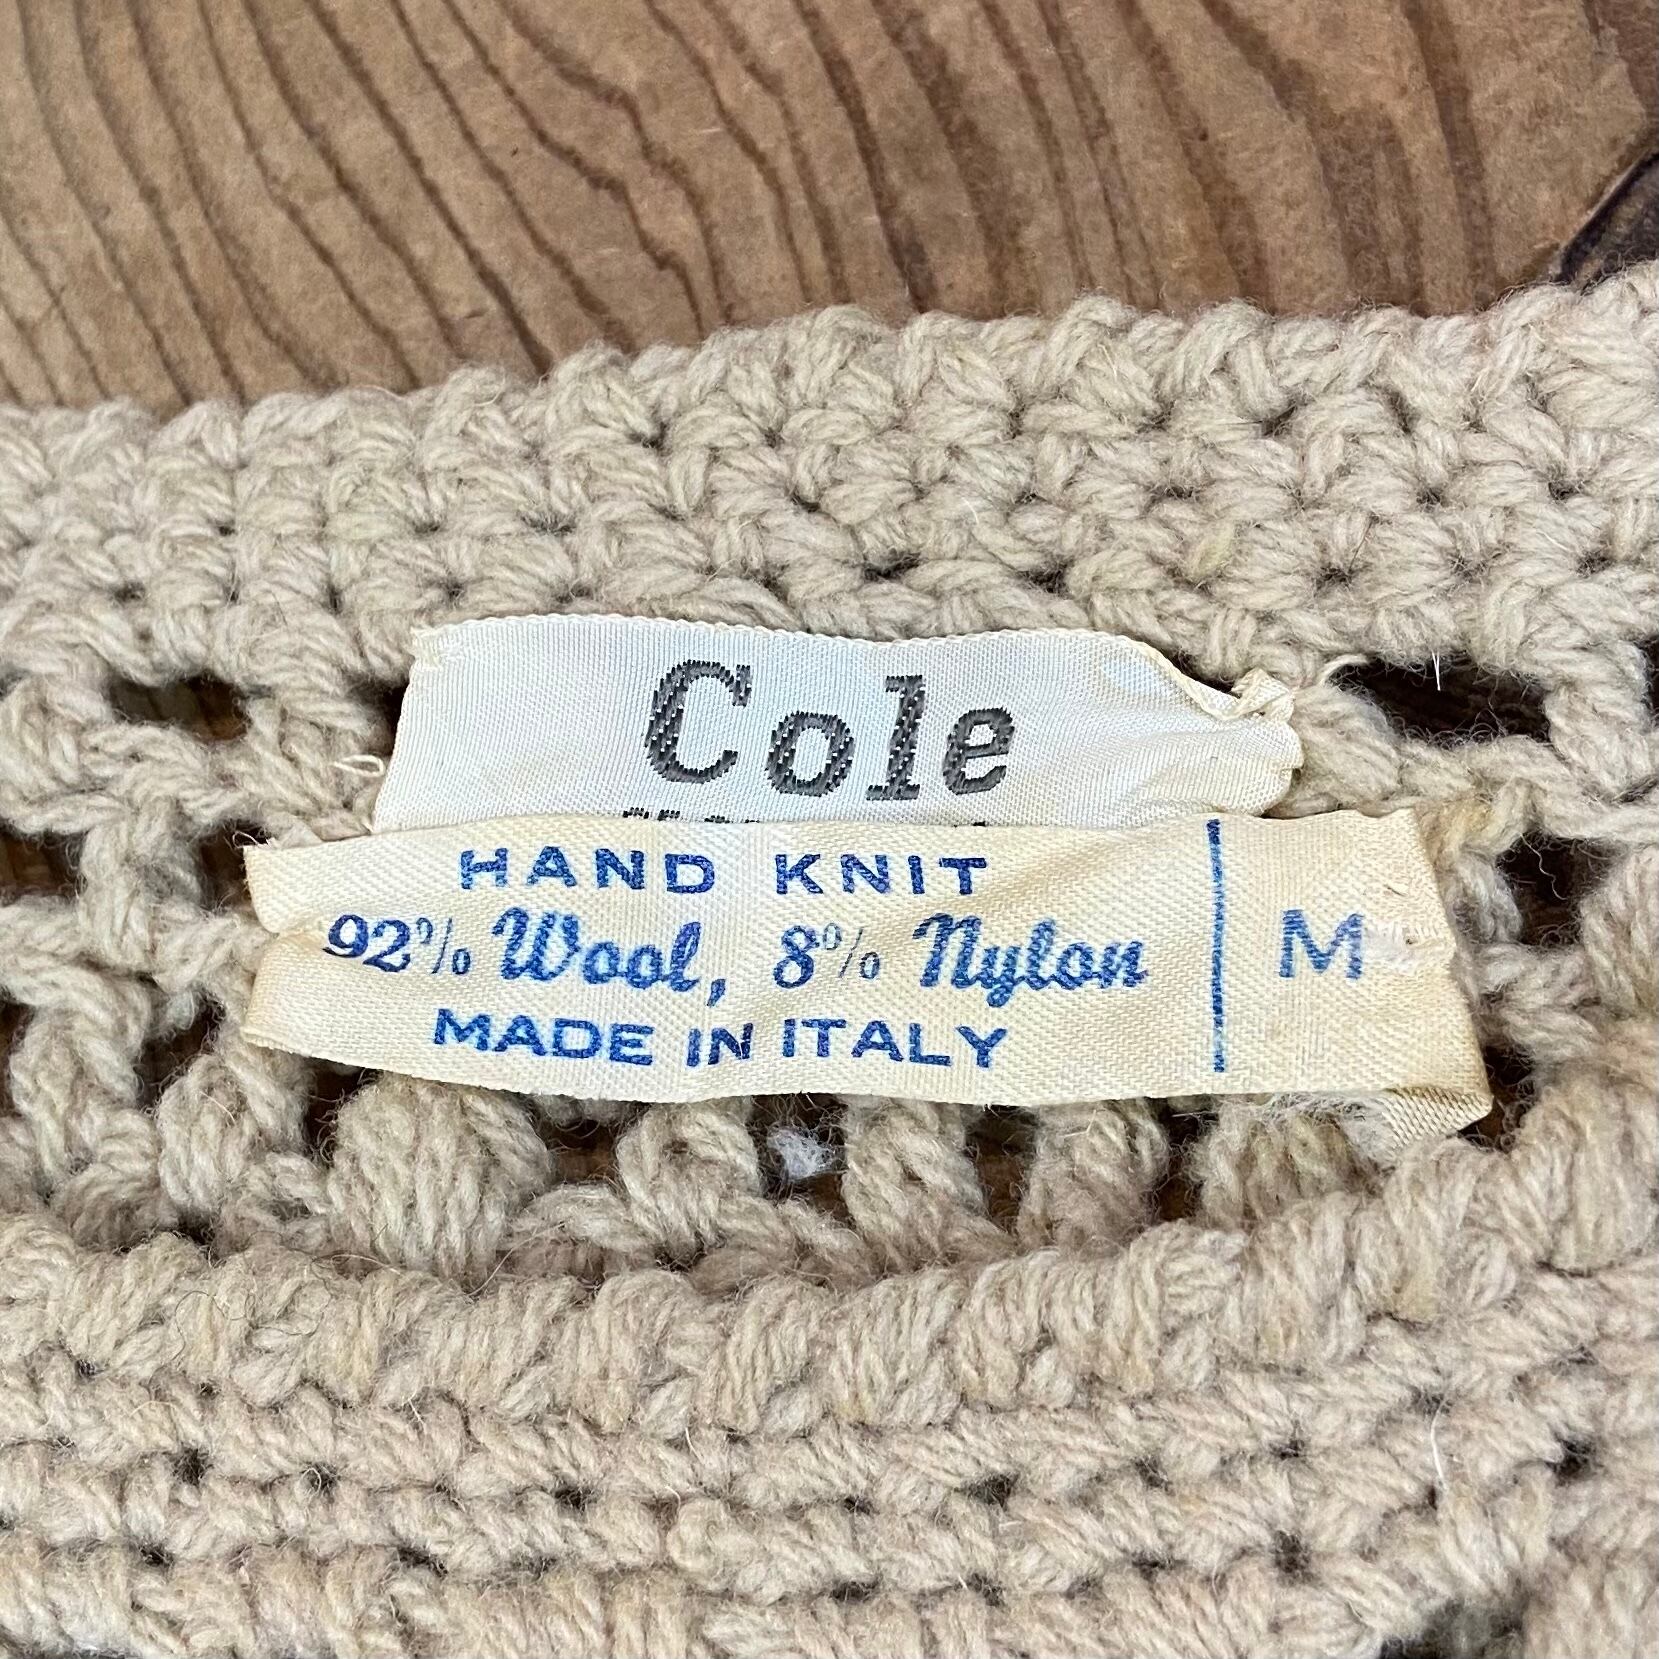 Cole
HAND KNIT
92% Wool, 8% Nylon M
MADE IN ITALY